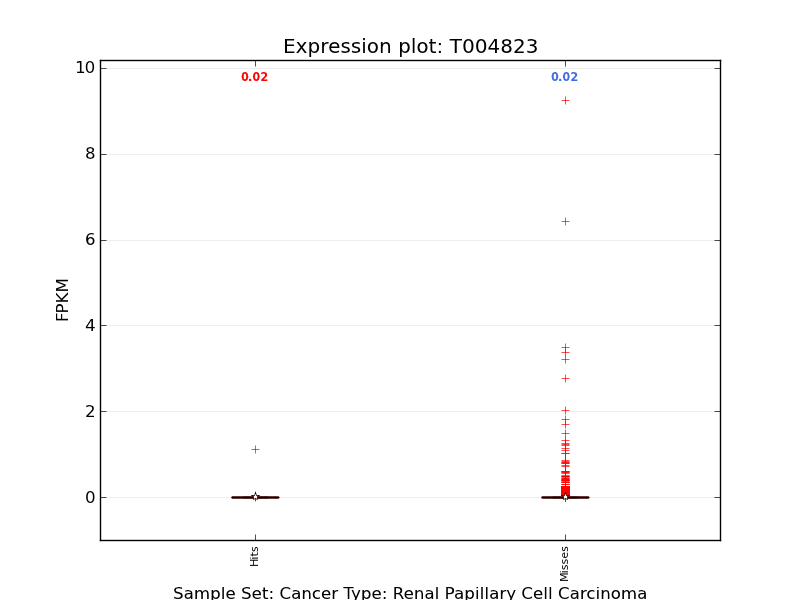 Expression plot: T004823
10
0.02
0.02
8
6
4
2
0
FPKM
Hits
Misses
Sample Set: Cancer Type: Renal Papillary Cell Carcinoma